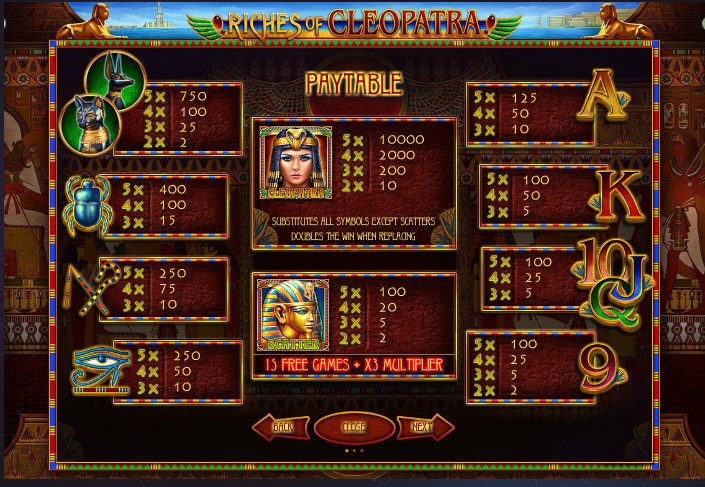 RICHES OF CLEOPATRA
PAYTABLE
5x 750
4x 100
3x 25
2x 2
5x 400
4x 100
3x 15
5x 250
4x 75
3x 10
5x 250
4x 50
3x 10
CLEOPATRA
5x 10000
4x 2000
3x 200
2x 10
SUBSTITUTES ALL SYMBOLS EXCEPT SCATTERS
DOUBLES THE WIN WHEN REPLACING
SCATTER
5x 100
4x 20
3x 5
2x 2
15 FREE GAMES + X3 MULTIPLIER
5x 125
4x 50
3x 10
A
5x 100
4x 50
3x 5
K
5x 100
4x 25
3x 5
10 J Q
5x 100
4x 25
3x 5
2x 2
9
BACK CLOSE NEXT